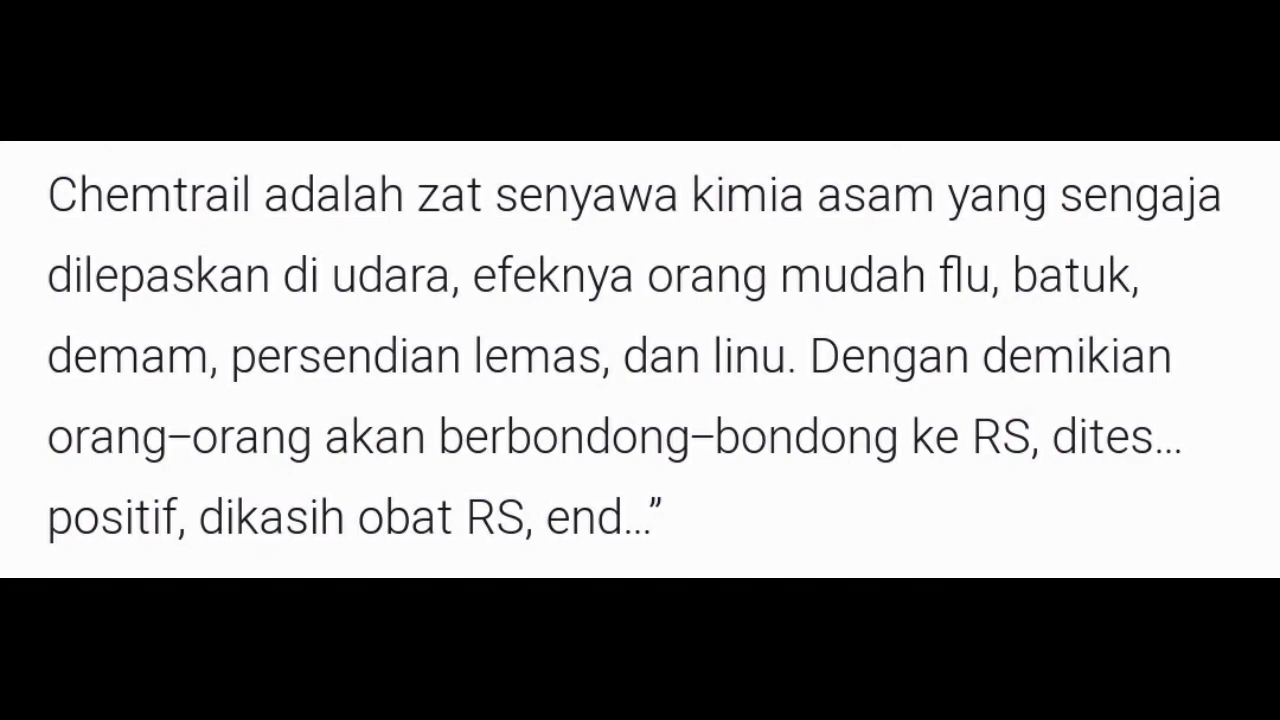 Chemtrail adalah zat senyawa kimia asam yang sengaja
dilepaskan di udara, efeknya orang mudah flu, batuk,
demam, persendian lemas, dan linu. Dengan demikian
orang–orang akan berbondong–bondong ke RS, dites...
positif, dikasih obat RS, end...”